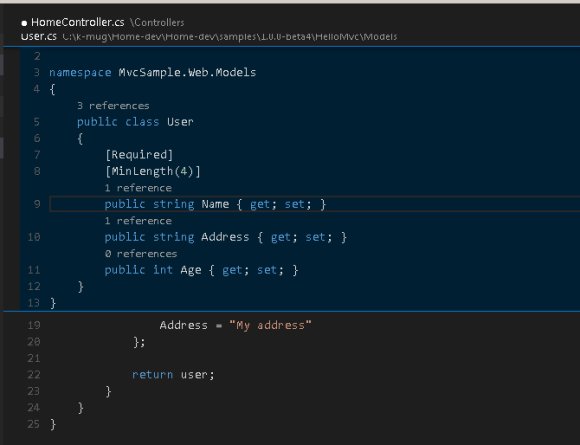 ● HomeController.cs \Controllers
User.cs C:\k-mug\Home-dev\Home-dev\samples\1.0.0-beta4\HelloMvc\Models
2
3 namespace MvcSample.Web.Models
4 {
3 references
5 public class User
6 {
7 [Required]
8 [MinLength(4)]
1 reference
9 public string Name { get; set; }
1 reference
10 public string Address { get; set; }
0 references
11 public int Age { get; set; }
12 }
13 }
19 Address = "My address"
20 };
21
22 return user;
23 }
24 }
25 }